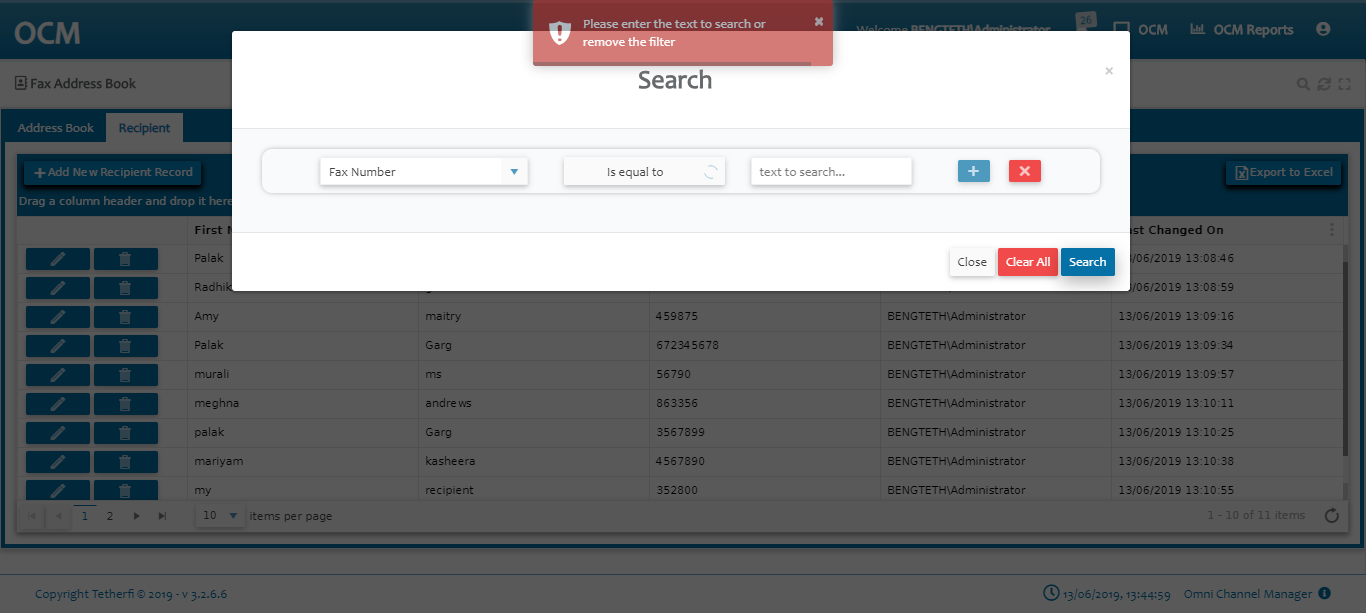 OCM
Please enter the text to search or
remove the filter
Welcome BENGTETH\Administrator
26
OCM
OCM Reports
Fax Address Book
Search
Address Book
Recipient
Fax Number
Is equal to
text to search...
Add New Recipient Record
Export to Excel
Drag a column header and drop it here
Close
Clear All
Search
First
Changed On
Palak
13/06/2019 13:08:46
13/06/2019 13:08:59
Amy maitry 459875 BENGTETH\Administrator 13/06/2019 13:09:16
Palak Garg 672345678 BENGTETH\Administrator 13/06/2019 13:09:34
murali ms 56790 BENGTETH\Administrator 13/06/2019 13:09:57
meghna andrews 863356 BENGTETH\Administrator 13/06/2019 13:10:11
palak Garg 3567899 BENGTETH\Administrator 13/06/2019 13:10:25
mariyam kasheera 4567890 BENGTETH\Administrator 13/06/2019 13:10:38
my recipient 352800 BENGTETH\Administrator 13/06/2019 13:10:55
1 2 10 items per page
1 - 10 of 11 items
Copyright Tetherfi © 2019 - v 3.2.6.6
13/06/2019, 13:44:59
Omni Channel Manager